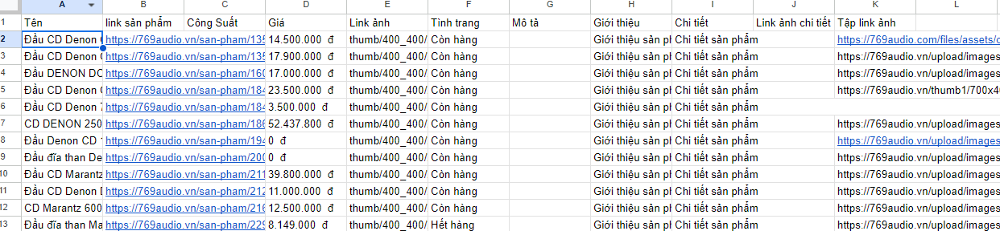 A B C D E F G H I J K L
1 Tên link sản phẩm Công Suất Giá Link ảnh Tình trang Mô tả Giới thiệu Chi tiết Link ảnh chi tiết Tập link ảnh
2 Đầu CD Denon https://769audio.vn/san-pham/135 14.500.000 đ thumb/400_400/ Còn hàng Giới thiệu sản Chi tiết sản phẩm https://769audio.com/files/assets/
3 Đầu CD Denon https://769audio.vn/san-pham/135 17.900.000 đ thumb/400_400/ Còn hàng Giới thiệu sản Chi tiết sản phẩm https://769audio.vn/upload/images
4 Đầu DENON DC https://769audio.vn/san-pham/160 17.000.000 đ thumb/400_400/ Còn hàng Giới thiệu sản Chi tiết sản phẩm https://769audio.vn/upload/images
5 Đầu CD Denon https://769audio.vn/san-pham/184 23.500.000 đ thumb/400_400/ Còn hàng Giới thiệu sản Chi tiết sản phẩm https://769audio.vn/thumb1/700x4
6 Đầu CD Denon 7 https://769audio.vn/san-pham/184 3.500.000 đ thumb/400_400/ Còn hàng Giới thiệu sản Chi tiết sản phẩm
7 CD DENON 250 https://769audio.vn/san-pham/186 52.437.800 đ thumb/400_400/ Còn hàng Giới thiệu sản Chi tiết sản phẩm https://769audio.vn/upload/images
8 Đầu Denon CD https://769audio.vn/san-pham/194 0 đ thumb/400_400/ Còn hàng Giới thiệu sản Chi tiết sản phẩm https://769audio.vn/upload/images
9 Đầu đĩa than De https://769audio.vn/san-pham/200 0 đ thumb/400_400/ Còn hàng Giới thiệu sản Chi tiết sản phẩm https://769audio.vn/upload/images
10 Đầu CD Marantz https://769audio.vn/san-pham/211 39.800.000 đ thumb/400_400/ Còn hàng Giới thiệu sản Chi tiết sản phẩm https://769audio.vn/upload/images
11 Đầu CD Denon D https://769audio.vn/san-pham/212 11.000.000 đ thumb/400_400/ Còn hàng Giới thiệu sản Chi tiết sản phẩm https://769audio.vn/upload/images
12 CD Marantz 600 https://769audio.vn/san-pham/216 12.500.000 đ thumb/400_400/ Còn hàng Giới thiệu sản Chi tiết sản phẩm https://769audio.vn/upload/images
13 Đầu đĩa than Ma https://769audio.vn/san-pham/229 8.149.000 đ thumb/400_400/ Hết hàng Giới thiệu sản Chi tiết sản phẩm https://769audio.vn/upload/images